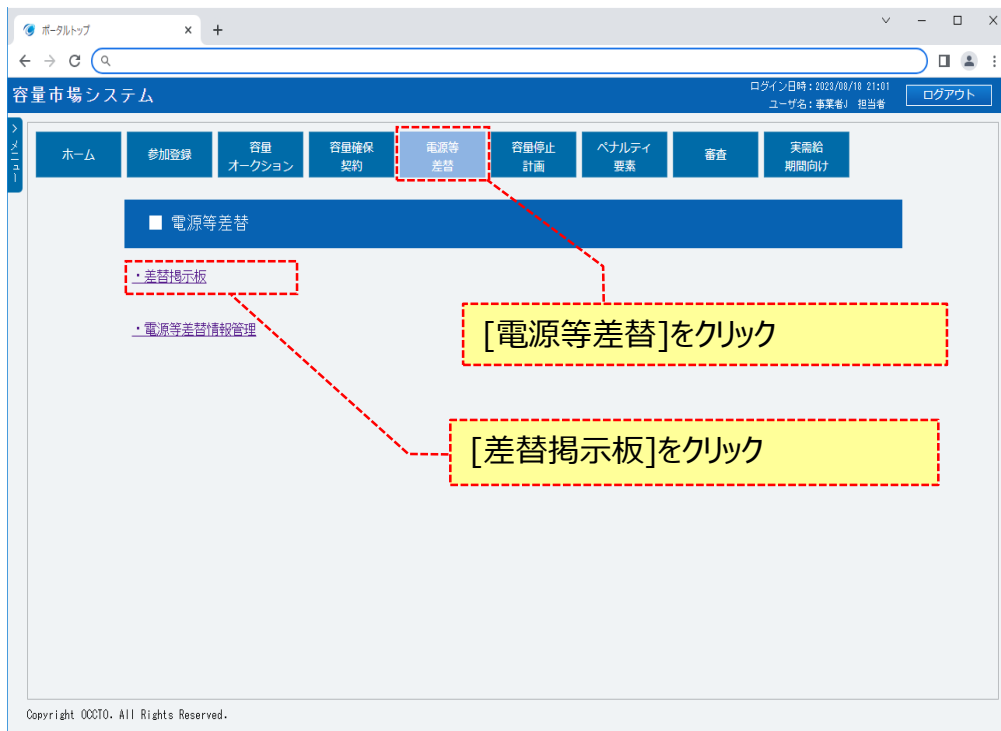 ポータルトップ
容量市場システム
ログイン日時：2023/08/18 21:01
ユーザ名：事業者J 担当者
ログアウト
メニュー
ホーム
参加登録
容量
オークション
容量確保
契約
電源等
差替
容量停止
計画
ペナルティ
要素
審査
実需給
期間向け
■ 電源等差替
・差替掲示板
・電源等差替情報管理
[電源等差替]をクリック
[差替掲示板]をクリック
Copyright OCCTO. All Rights Reserved.